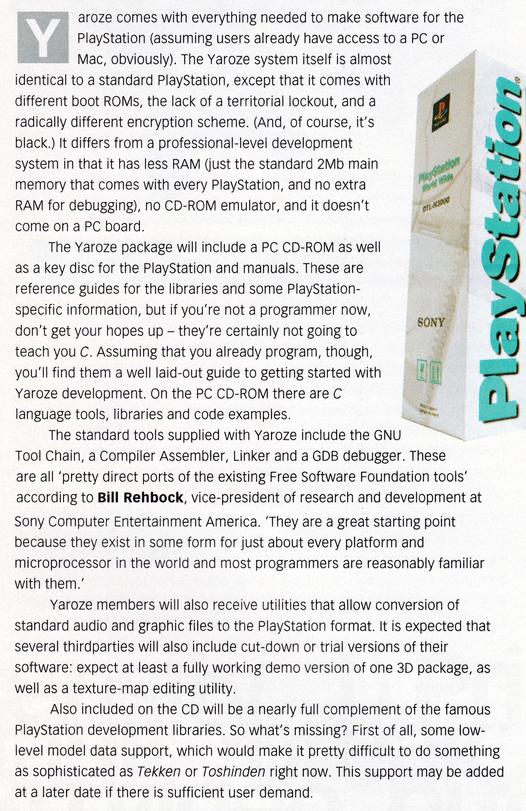 Yaroze comes with everything needed to make software for the
PlayStation (assuming users already have access to a PC or
Mac, obviously). The Yaroze system itself is almost
identical to a standard PlayStation, except that it comes with
different boot ROMs, the lack of a territorial lockout, and a
radically different encryption scheme. (And, of course, it's
black.) It differs from a professional-level development
system in that it has less RAM (just the standard 2Mb main
memory that comes with every PlayStation, and no extra
RAM for debugging), no CD-ROM emulator, and it doesn't
come on a PC board.
The Yaroze package will include a PC CD-ROM as well
as a key disc for the PlayStation and manuals. These are
reference guides for the libraries and some PlayStation-
specific information, but if you're not a programmer now,
don't get your hopes up – they're certainly not going to
teach you C. Assuming that you already program, though,
you'll find them a well laid-out guide to getting started with
Yaroze development. On the PC CD-ROM there are C
language tools, libraries and code examples.
The standard tools supplied with Yaroze include the GNU
Tool Chain, a Compiler Assembler, Linker and a GDB debugger. These
are all 'pretty direct ports of the existing Free Software Foundation tools'
according to Bill Rehbock, vice-president of research and development at
Sony Computer Entertainment America. 'They are a great starting point
because they exist in some form for just about every platform and
microprocessor in the world and most programmers are reasonably familiar
with them.'
Yaroze members will also receive utilities that allow conversion of
standard audio and graphic files to the PlayStation format. It is expected that
several thirdparties will also include cut-down or trial versions of their
software: expect at least a fully working demo version of one 3D package, as
well as a texture-map editing utility.
Also included on the CD will be a nearly full complement of the famous
PlayStation development libraries. So what's missing? First of all, some low-
level model data support, which would make it pretty difficult to do something
as sophisticated as Tekken or Toshinden right now. This support may be added
at a later date if there is sufficient user demand.
PlayStation
World Wide
DTL-H3000
SONY
PlayStation®